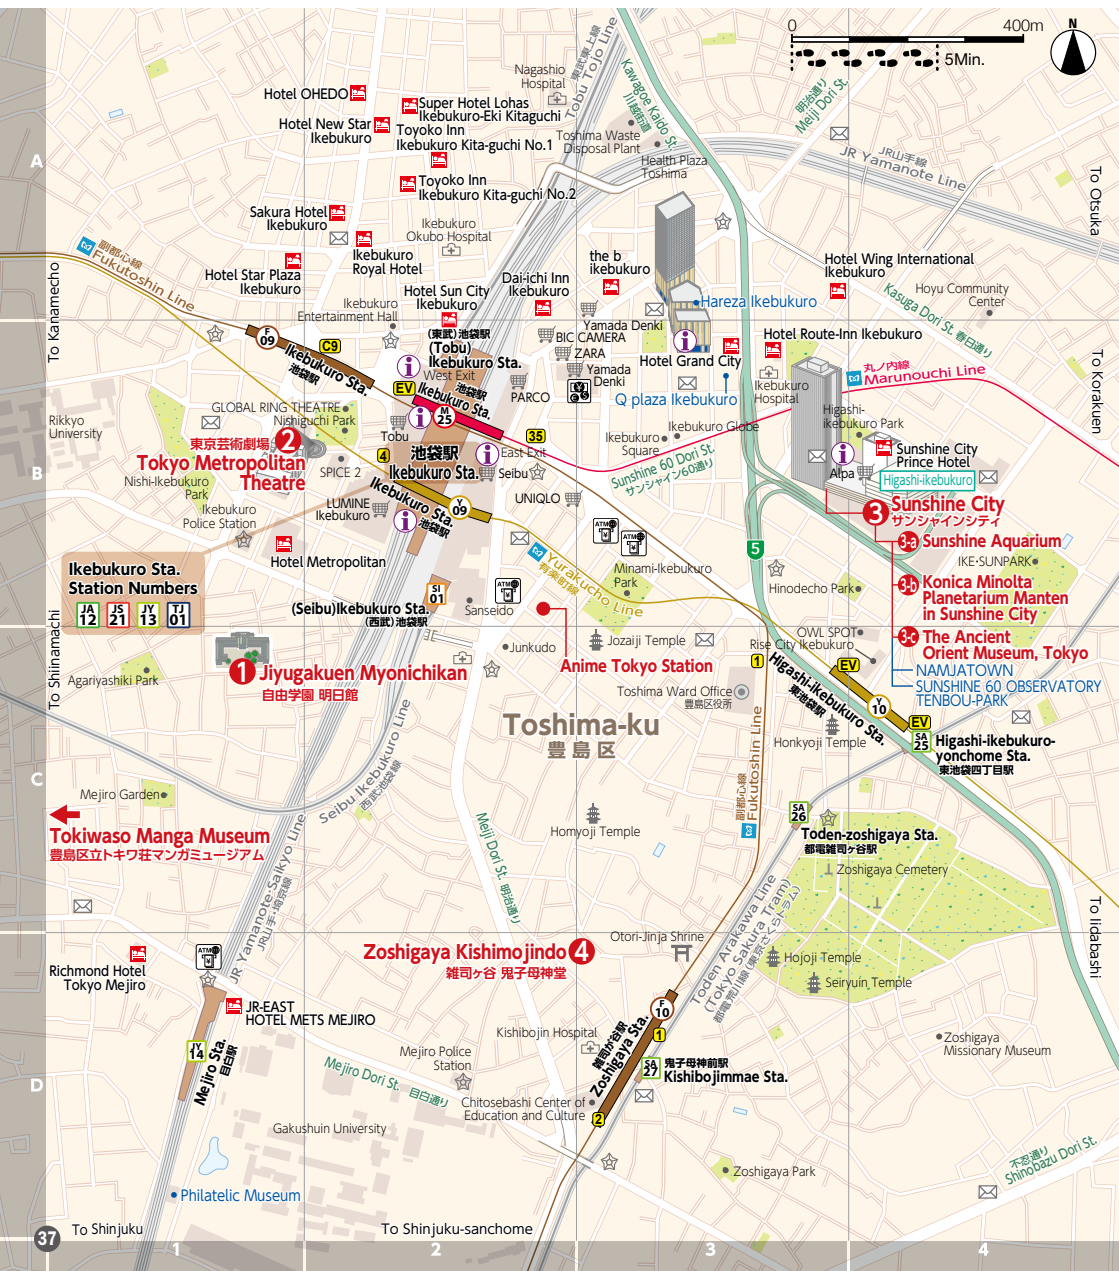 0
400m
5Min.
N
Nagashio
Hospital
東武東上線
Tobu Tojo Line
Kawagoe Kaido St.
川越街道
明治通り
Meiji Dori St.
Hotel OHEDO
Super Hotel Lohas
Ikebukuro-Eki Kitaguchi
Hotel New Star
Ikebukuro
Toyoko Inn
Ikebukuro Kita-guchi No.1
Toshima Waste
Disposal Plant
Health Plaza
Toshima
JR山手線
JR Yamanote Line
A
To Otsuka
Toyoko Inn
Ikebukuro Kita-guchi No.2
Sakura Hotel
Ikebukuro
Ikebukuro
Okubo Hospital
副都心線
Fukutoshin Line
Ikebukuro
Royal Hotel
Hotel Star Plaza
Ikebukuro
the b
ikebukuro
Dai-ichi Inn
Ikebukuro
Hotel Sun City
Ikebukuro
Hotel Wing International
Ikebukuro
Hoyu Community
Center
Kasuga Dori St. 春日通り
Hareza Ikebukuro
To Kanamecho
Ikebukuro
Entertainment Hall
Yamada Denki
BIC CAMERA
ZARA
Yamada
Denki
PARCO
Hotel Grand City
Hotel Route-Inn Ikebukuro
(東武)池袋駅
(Tobu)
Ikebukuro Sta.
池袋駅
West Exit
F
09
C9
Ikebukuro Sta.
池袋駅
EV
Ikebukuro Sta.
M
25
丸ノ内線
Marunouchi Line
To Korakuen
Q plaza Ikebukuro
Ikebukuro
Hospital
Rikkyo
University
GLOBAL RING THEATRE
Nishiguchi Park
東京芸術劇場 2
Tokyo Metropolitan
Theatre
Tobu
35
Ikebukuro
Square
Ikebukuro Globe
Higashi-
ikebukuro Park
B
SPICE 2
4
池袋駅
Ikebukuro Sta.
East Exit
Seibu
Sunshine 60 Dori St.
サンシャイン60通り
Alpa
Sunshine City
Prince Hotel
Higashi-ikebukuro
Nishi-Ikebukuro
Park
LUMINE
Ikebukuro
Ikebukuro Sta.
池袋駅
Y
09
UNIQLO
3 Sunshine City
サンシャインシティ
Ikebukuro
Police Station
ATM
ATM
3-a Sunshine Aquarium
5
IKE・SUNPARK
Hotel Metropolitan
Yurakucho Line
有楽町線
Minami-Ikebukuro
Park
Hinodecho Park
3-b Konica Minolta
Planetarium Manten
in Sunshine City
Ikebukuro Sta.
Station Numbers
JA
12
JS
21
JY
13
TJ
01
SI
01
(Seibu)Ikebukuro Sta.
(西武)池袋駅
ATM
Sanseido
OWL SPOT
Rise City Ikebukuro
3-c The Ancient
Orient Museum, Tokyo
NAMJATOWN
SUNSHINE 60 OBSERVATORY
TENBOU-PARK
To Shiinamachi
Junkudo
Jozaiji Temple
Anime Tokyo Station
1
EV
1 Jiyugakuen Myonichikan
自由学園 明日館
Agariyashiki Park
Toshima Ward Office
豊島区役所
Higashi-ikebukuro Sta.
東池袋駅
Y
10
EV
SA
25
Higashi-ikebukuro-
yonchome Sta.
東池袋四丁目駅
Honkyoji Temple
Toshima-ku
豊島区
Seibu Ikebukuro Line
西武池袋線
副都心線
Fukutoshin Line
C
Mejiro Garden
Tokiwaso Manga Museum
豊島区立トキワ荘マンガミュージアム
Homyoji Temple
Meiji Dori St. 明治通り
SA
26
Toden-zoshigaya Sta.
都電雑司ヶ谷駅
Zoshigaya Cemetery
JR Yamanote・Saikyo Line
JR山手・埼京線
Toden Arakawa Line
(Tokyo Sakura Tram)
都電荒川線(東京さくらトラム)
To Iidabashi
Richmond Hotel
Tokyo Mejiro
ATM
Zoshigaya Kishimojindo 4
雑司ヶ谷 鬼子母神堂
Otori-Jinja Shrine
Hojoji Temple
Seiryuin Temple
JR-EAST
HOTEL METS MEJIRO
F
10
1
Kishibojin Hospital
雑司が谷駅
Zoshigaya Sta.
Zoshigaya
Missionary Museum
JY
14
Mejiro Sta.
目白駅
Mejiro Police
Station
Mejiro Dori St. 目白通り
SA
27
鬼子母神前駅
Kishibojimmae Sta.
D
Chitosebashi Center of
Education and Culture
2
Gakushuin University
Zoshigaya Park
不忍通り
Shinobazu Dori St.
Philatelic Museum
37
To Shinjuku
To Shinjuku-sanchome
1
2
3
4